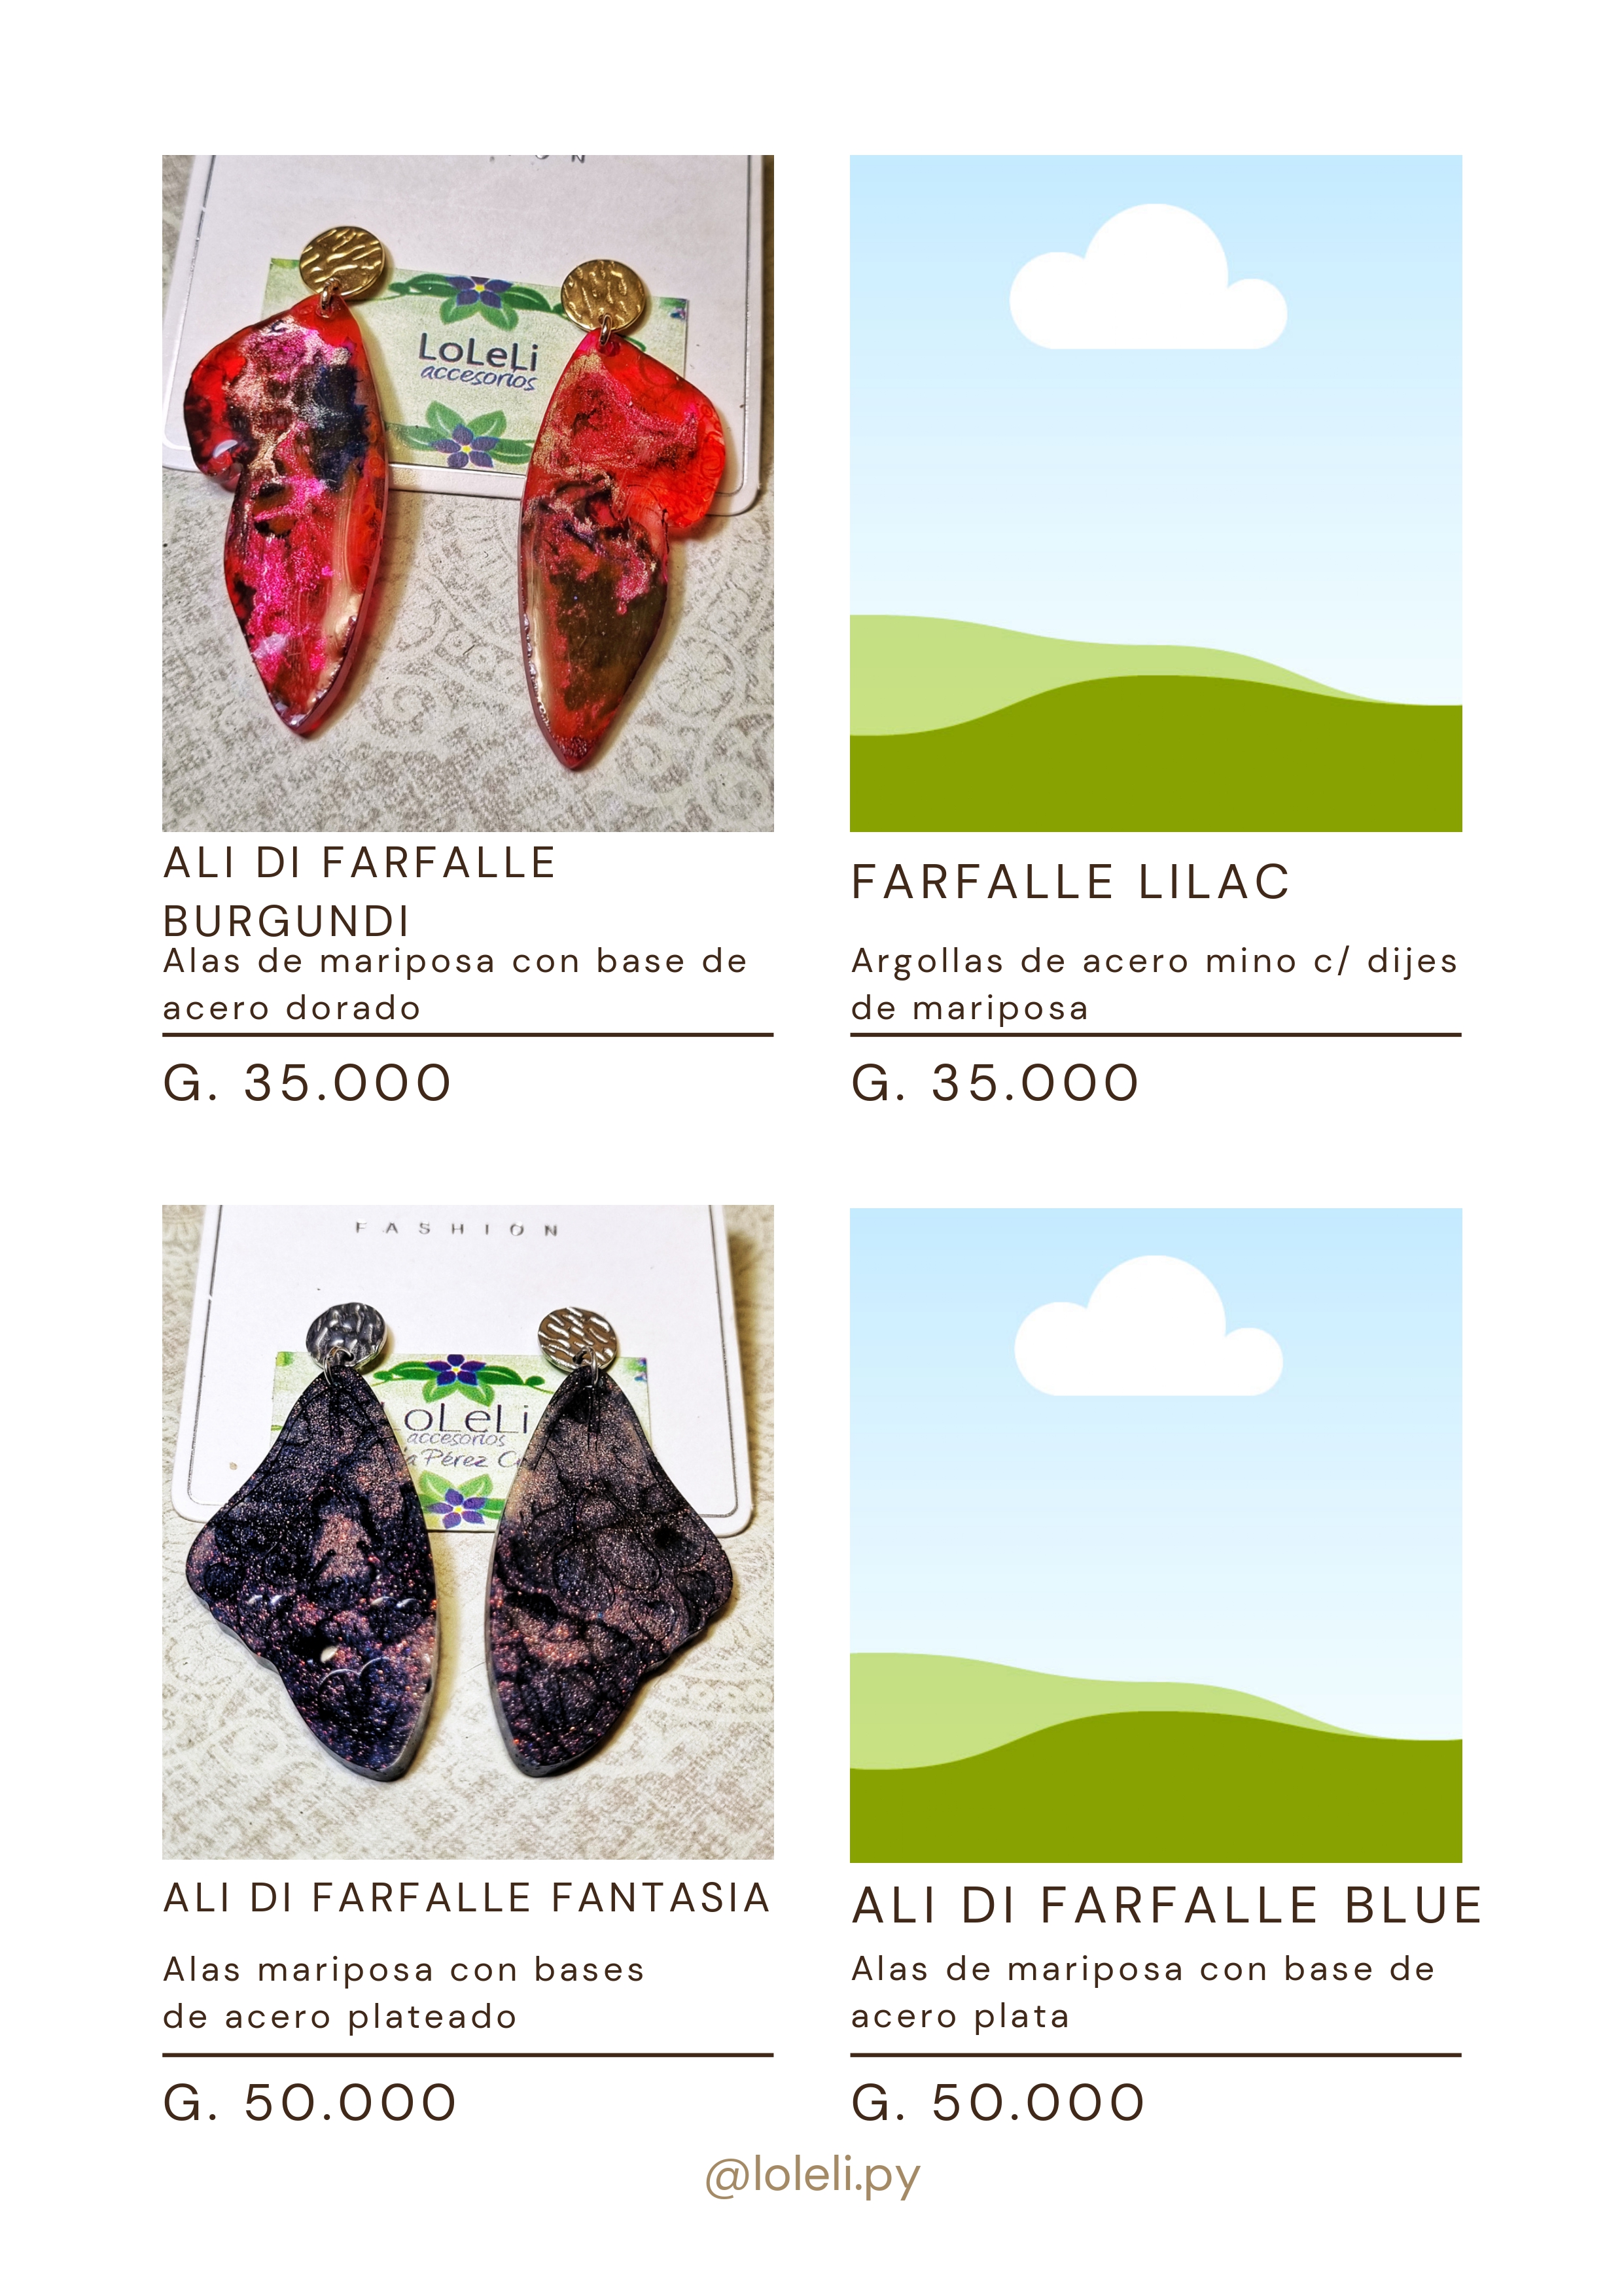 LoLeLi
accesorios
ALI DI FARFALLE
BURGUNDI
Alas de mariposa con base de
acero dorado
G. 35.000
FARFALLE LILAC
Argollas de acero mino c/ dijes
de mariposa
G. 35.000
FASHION
LoLeLi
accesorios
Pérez
ALI DI FARFALLE FANTASIA
Alas mariposa con bases
de acero plateado
G. 50.000
ALI DI FARFALLE BLUE
Alas de mariposa con base de
acero plata
G. 50.000
@loleli.py